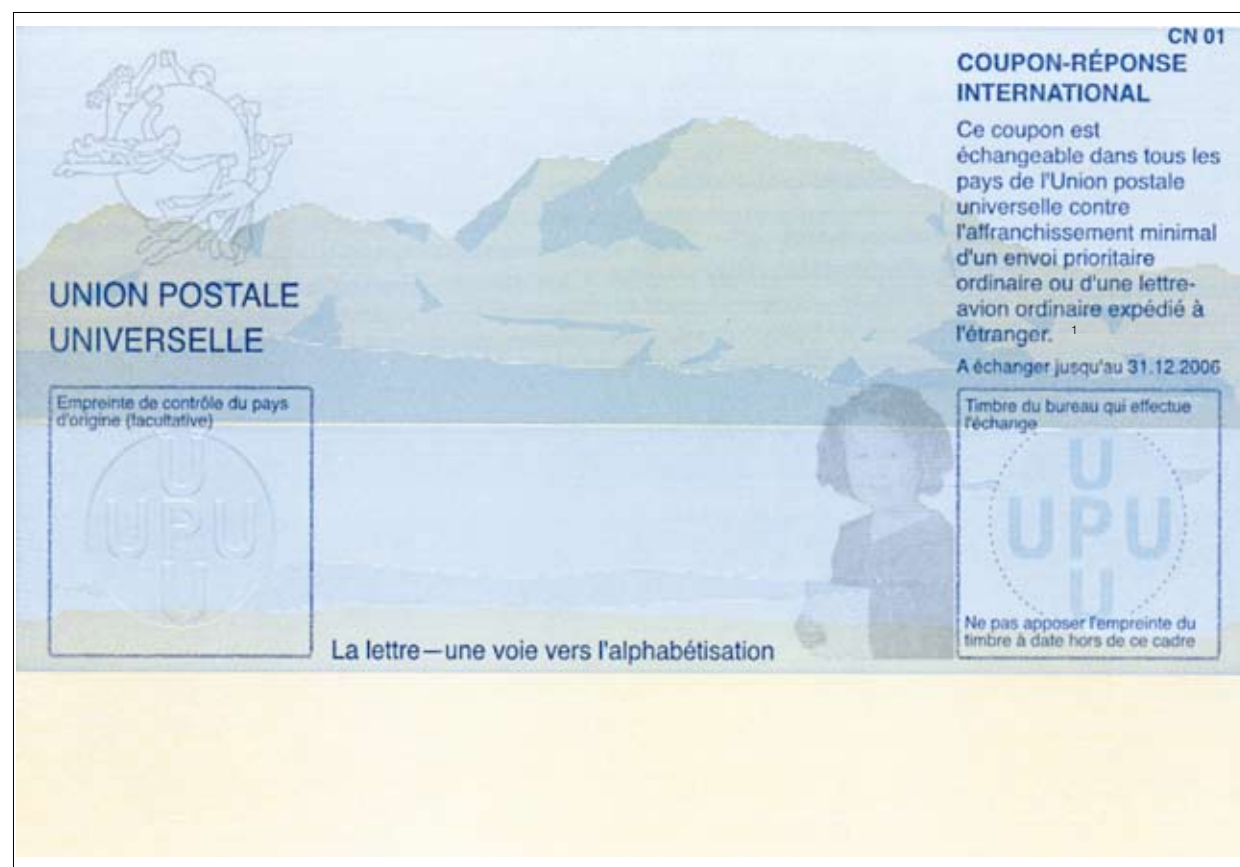 CN 01
COUPON-RÉPONSE
INTERNATIONAL
Ce coupon est
échangeable dans tous les
pays de l'Union postale
universelle contre
l'affranchissement minimal
d'un envoi prioritaire
ordinaire ou d'une lettre-
avion ordinaire expédié à
l'étranger. 1
A échanger jusqu'au 31.12.2006
UNION POSTALE
UNIVERSELLE
Empreinte de contrôle du pays
d'origine (facultative)
U
UPU
U
Timbre du bureau qui effectue
l'échange
U
UPU
U
Ne pas apposer l'empreinte du
timbre à date hors de ce cadre
La lettre—une voie vers l'alphabétisation